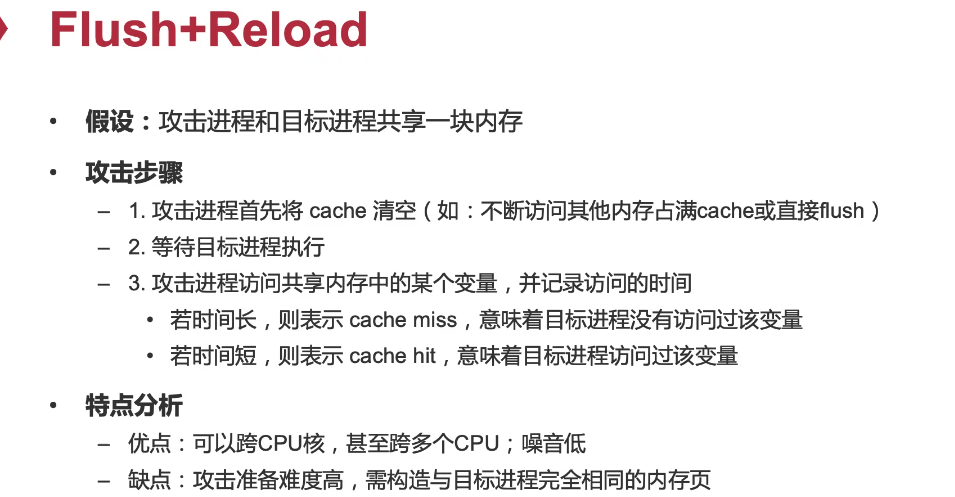 Flush+Reload
• 假设：攻击进程和目标进程共享一块内存
• 攻击步骤
– 1. 攻击进程首先将 cache 清空（如：不断访问其他内存占满cache或直接flush）
– 2. 等待目标进程执行
– 3. 攻击进程访问共享内存中的某个变量，并记录访问的时间
• 若时间长，则表示 cache miss，意味着目标进程没有访问过该变量
• 若时间短，则表示 cache hit，意味着目标进程访问过该变量
• 特点分析
– 优点：可以跨CPU核，甚至跨多个CPU；噪音低
– 缺点：攻击准备难度高，需构造与目标进程完全相同的内存页